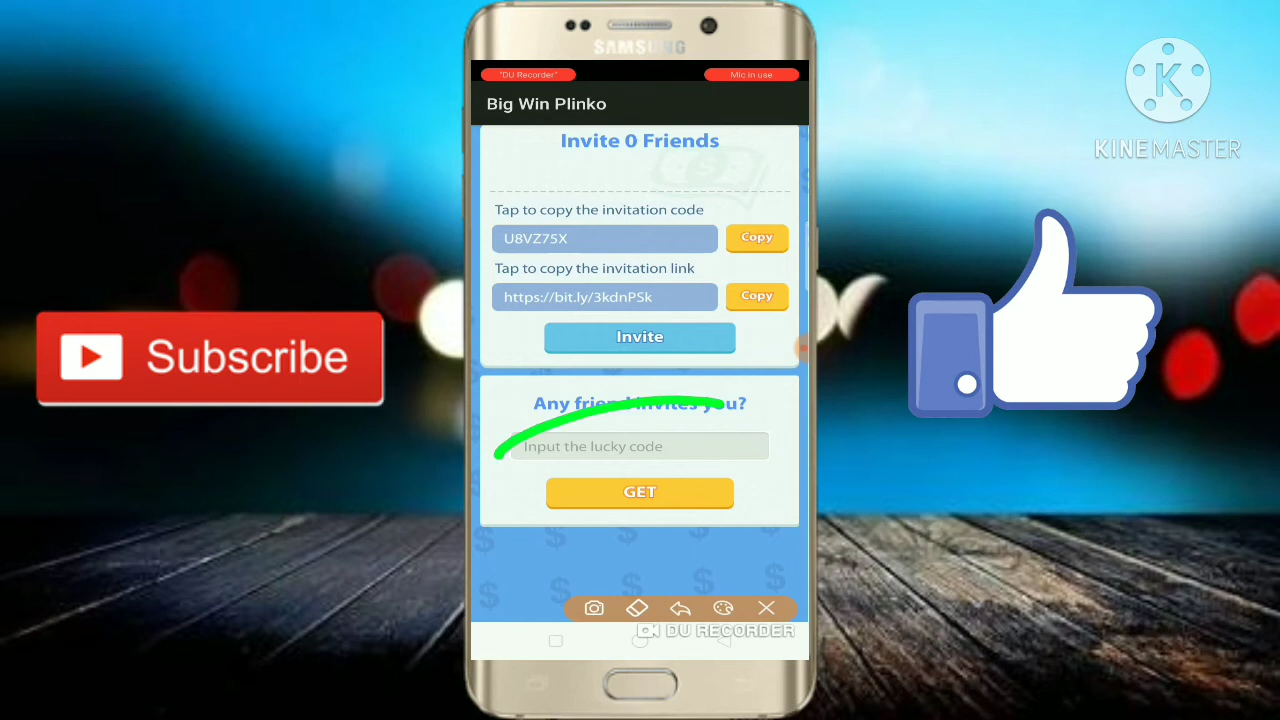 SAMSUNG
"DU Recorder"
Mic in use
Big Win Plinko
Invite 0 Friends
Tap to copy the invitation code
U8VZ75X
Copy
Tap to copy the invitation link
https://bit.ly/3kdnPSk
Copy
Invite
Any friend invites you?
Input the lucky code
GET
DU RECORDER
Subscribe
K
KINEMASTER